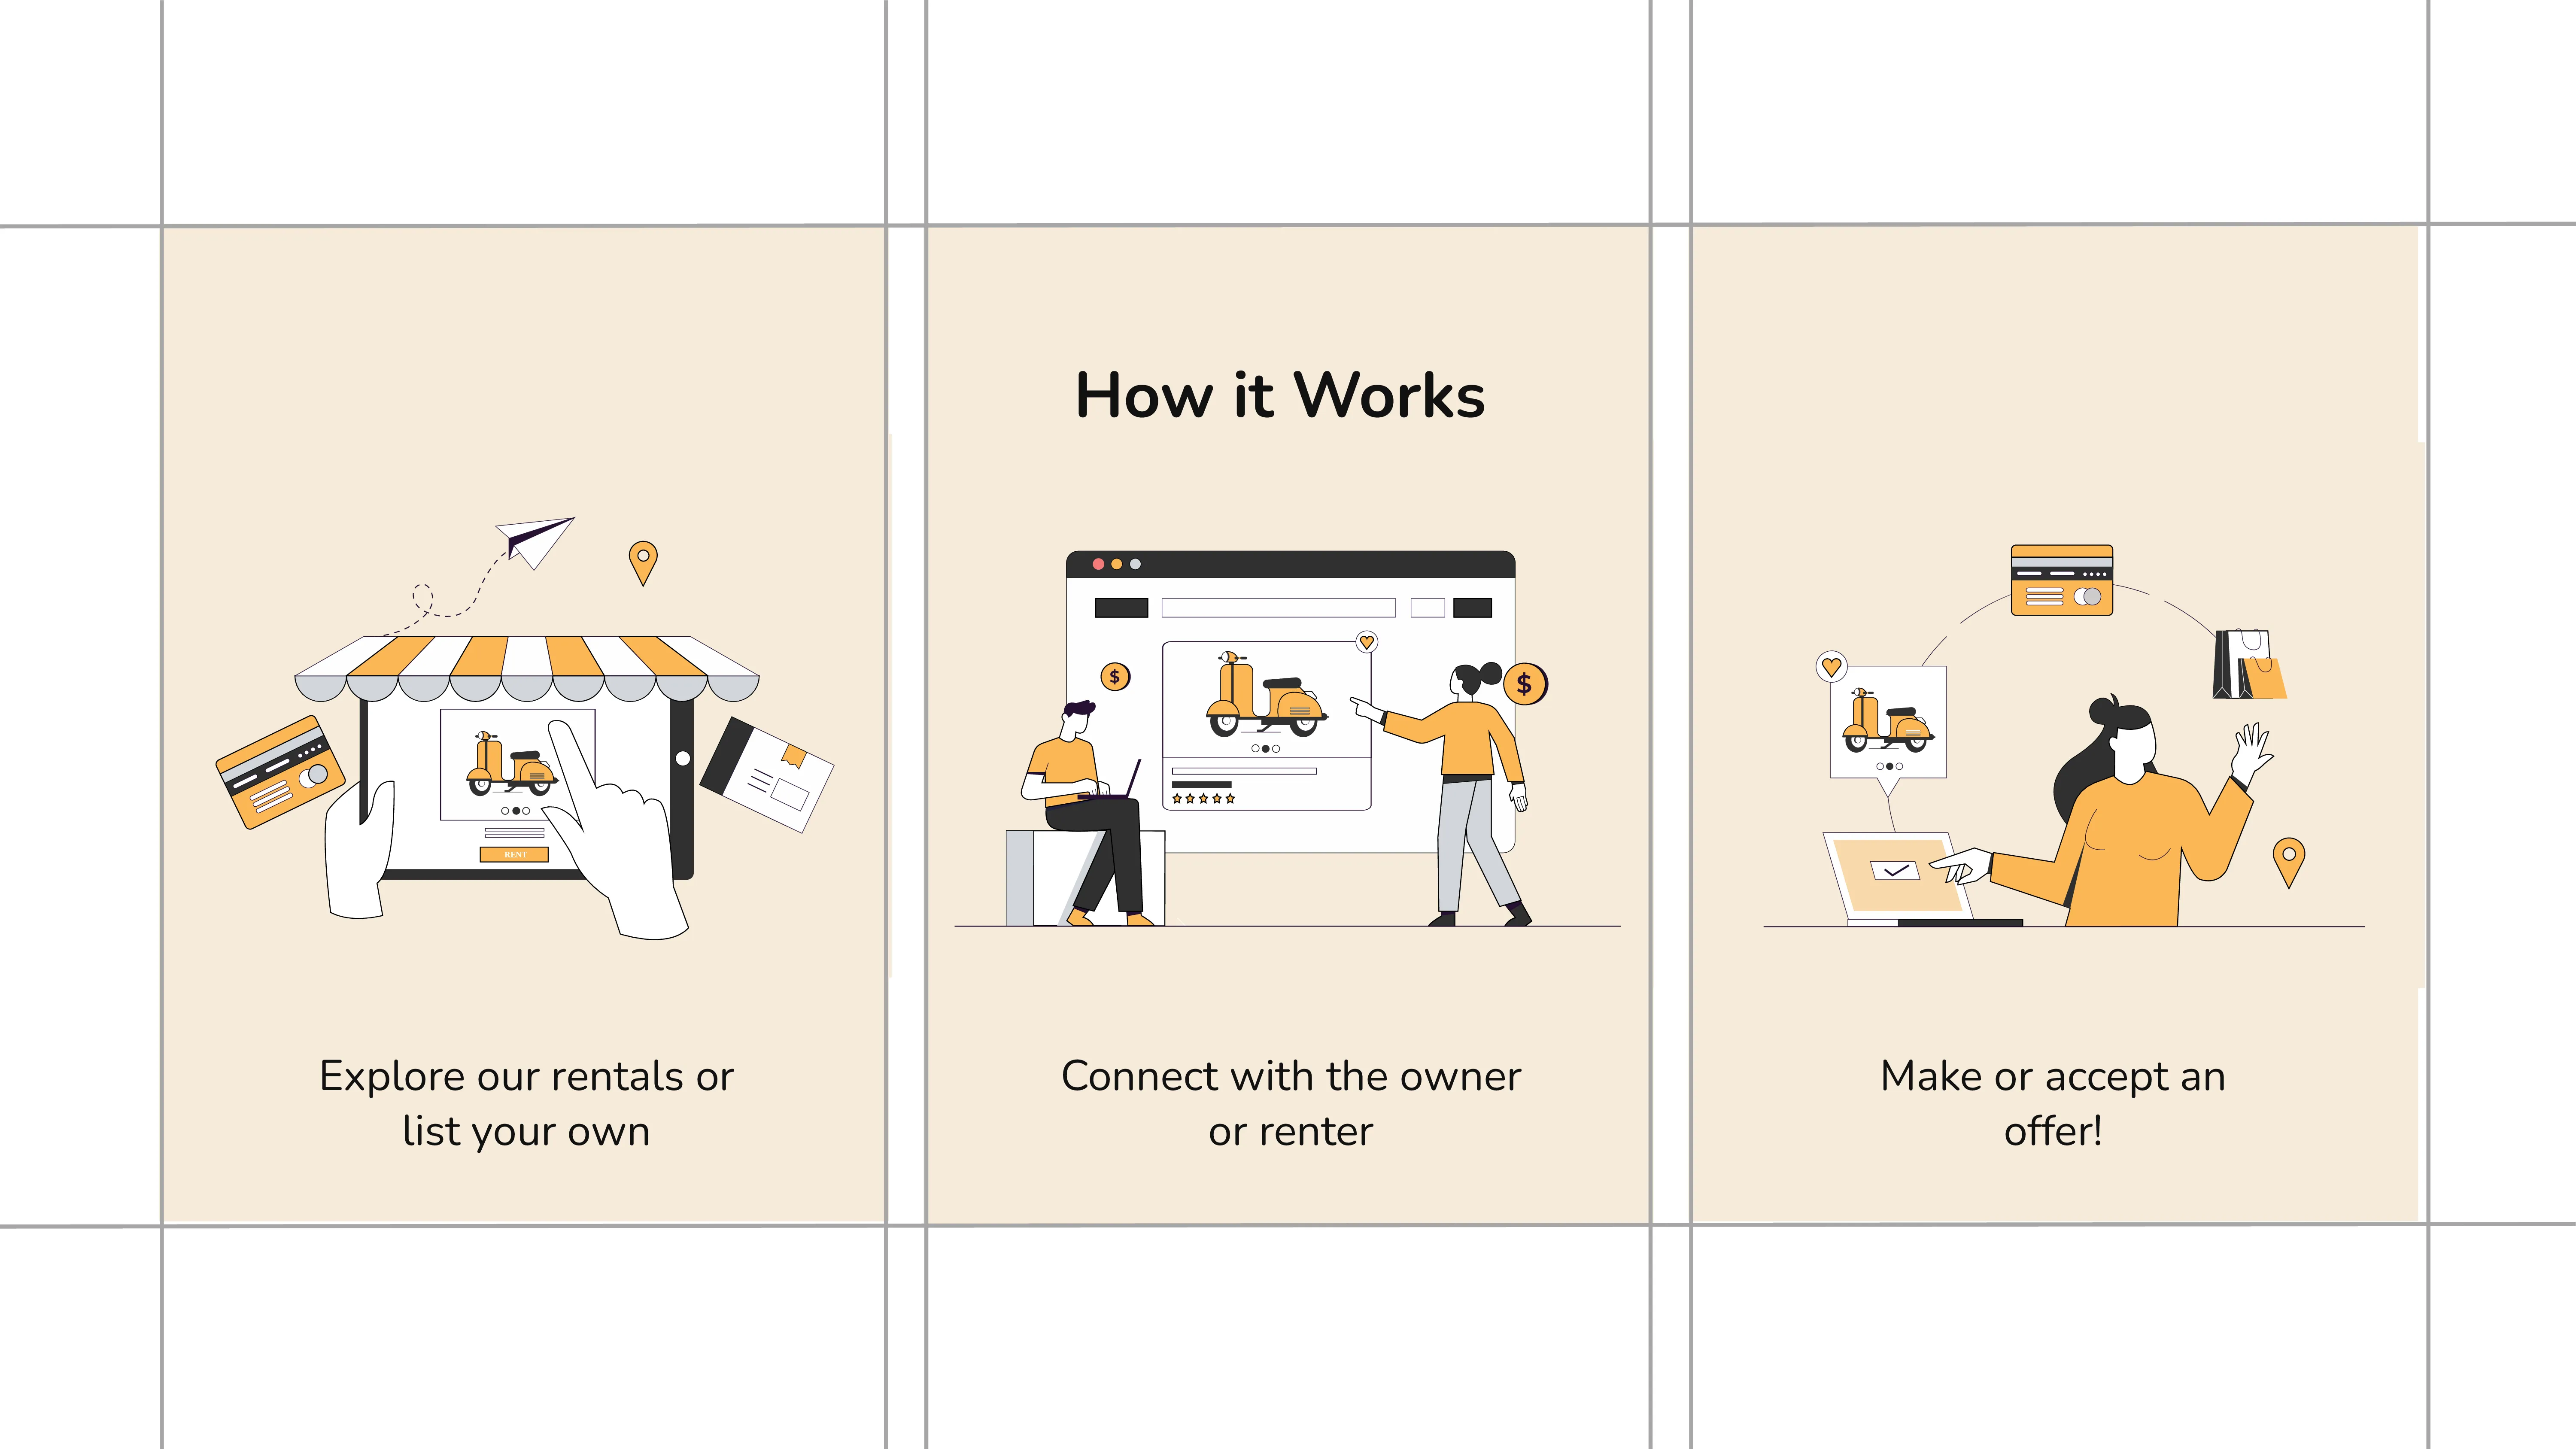 How it Works
RENT
$
$
Explore our rentals or
list your own
Connect with the owner
or renter
Make or accept an
offer!